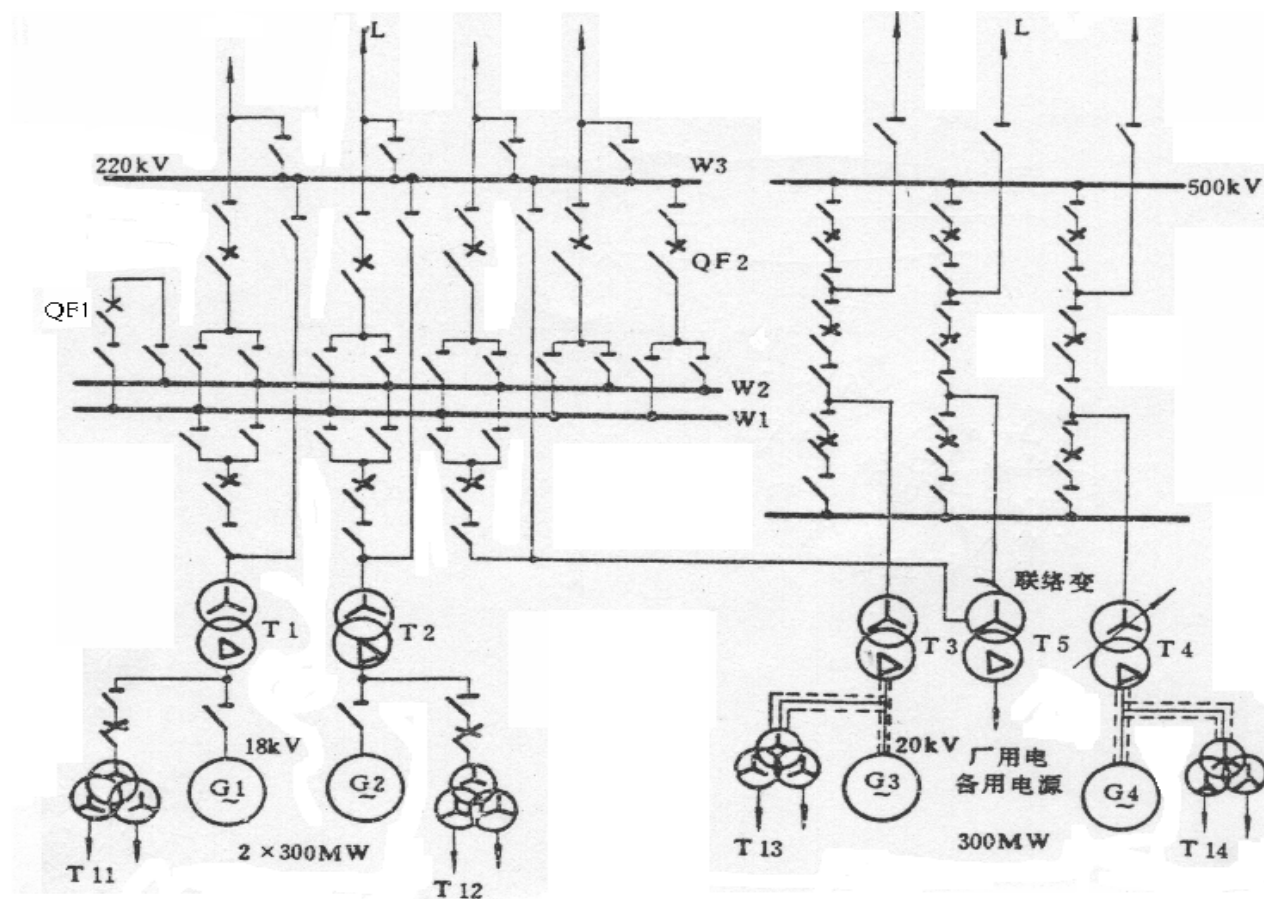 L
L
220kV
W3
500kV
QF2
QF1
W2
W1
联络变
T1
T2
T3
T5
T4
18kV
20kV
厂用电
备用电源
G1
~
G2
~
G3
~
G4
~
2×300MW
300MW
T11
T12
T13
T14